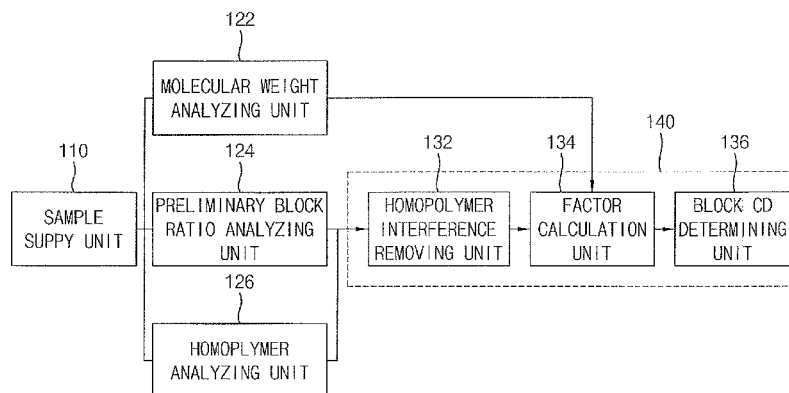 122
MOLECULAR WEIGHT
ANALYZING UNIT
110
SAMPLE
SUPPY UNIT
124
PRELIMINARY BLOCK
RATIO ANALYZING
UNIT
126
HOMOPLYMER
ANALYZING UNIT
140
132
HOMOPOLYMER
INTERFERENCE
REMOVING UNIT
134
FACTOR
CALCULATION
UNIT
136
BLOCK CD
DETERMINING
UNIT